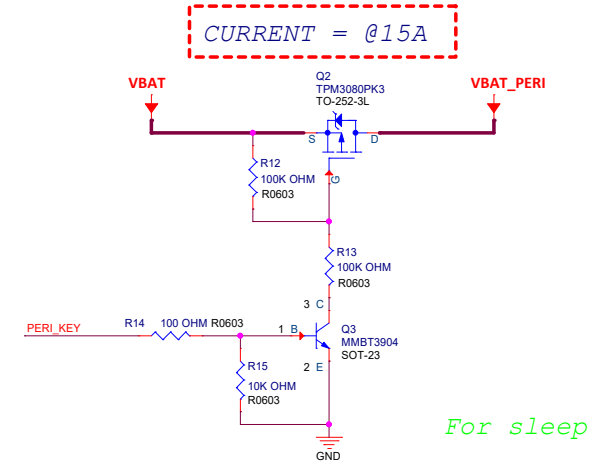 CURRENT = @15A
Q2
TPM3080PK3
TO-252-3L
VBAT
VBAT_PERI
S
D
G
R12
100K OHM
R0603
R13
100K OHM
R0603
3 C
PERI_KEY
R14 100 OHM R0603
1 B
Q3
MMBT3904
SOT-23
2 E
R15
10K OHM
R0603
For sleep
GND